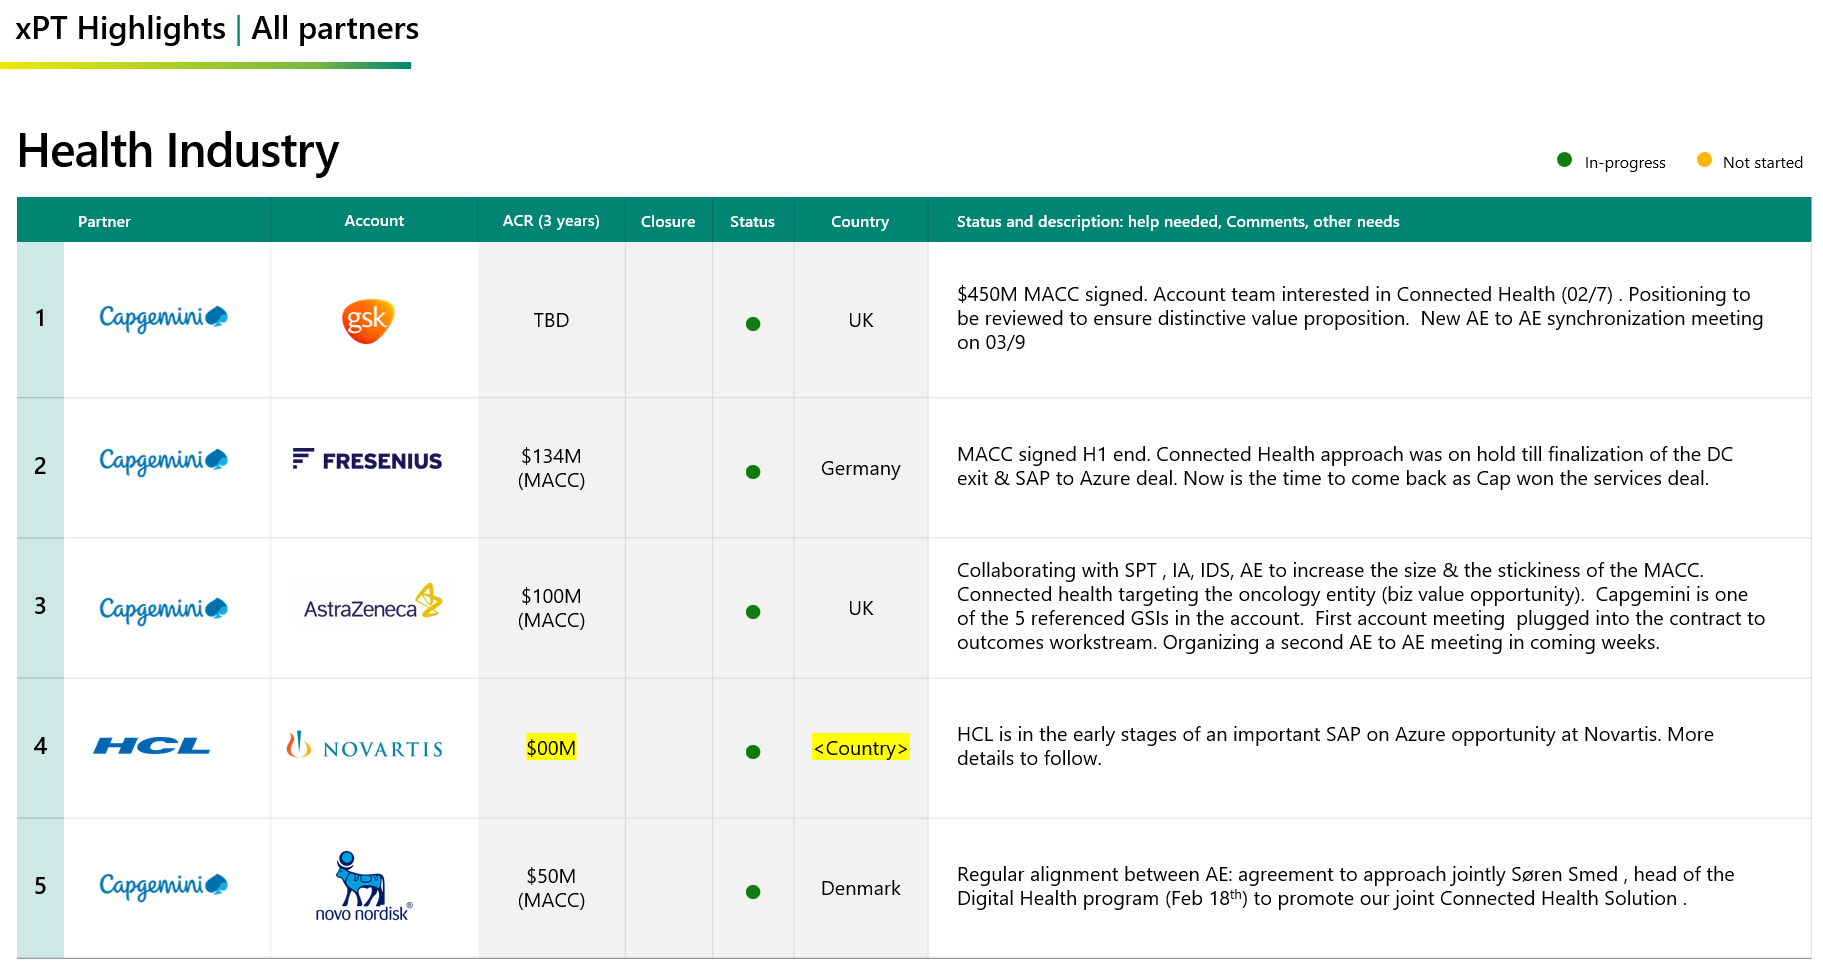 xPT Highlights | All partners
Health Industry
In-progress
Not started
Partner
Account
ACR (3 years)
Closure
Status
Country
Status and description: help needed, Comments, other needs
1
Capgemini
gsk
TBD
UK
$450M MACC signed. Account team interested in Connected Health (02/7) . Positioning to
be reviewed to ensure distinctive value proposition.  New AE to AE synchronization meeting
on 03/9
2
Capgemini
FRESENIUS
$134M
(MACC)
Germany
MACC signed H1 end. Connected Health approach was on hold till finalization of the DC
exit & SAP to Azure deal. Now is the time to come back as Cap won the services deal.
3
Capgemini
AstraZeneca
$100M
(MACC)
UK
Collaborating with SPT , IA, IDS, AE to increase the size & the stickiness of the MACC.
Connected health targeting the oncology entity (biz value opportunity).  Capgemini is one
of the 5 referenced GSIs in the account.  First account meeting  plugged into the contract to
outcomes workstream. Organizing a second AE to AE meeting in coming weeks.
4
HCL
NOVARTIS
$00M
<Country>
HCL is in the early stages of an important SAP on Azure opportunity at Novartis. More
details to follow.
5
Capgemini
novo nordisk®
$50M
(MACC)
Denmark
Regular alignment between AE: agreement to approach jointly Søren Smed , head of the
Digital Health program (Feb 18th) to promote our joint Connected Health Solution .